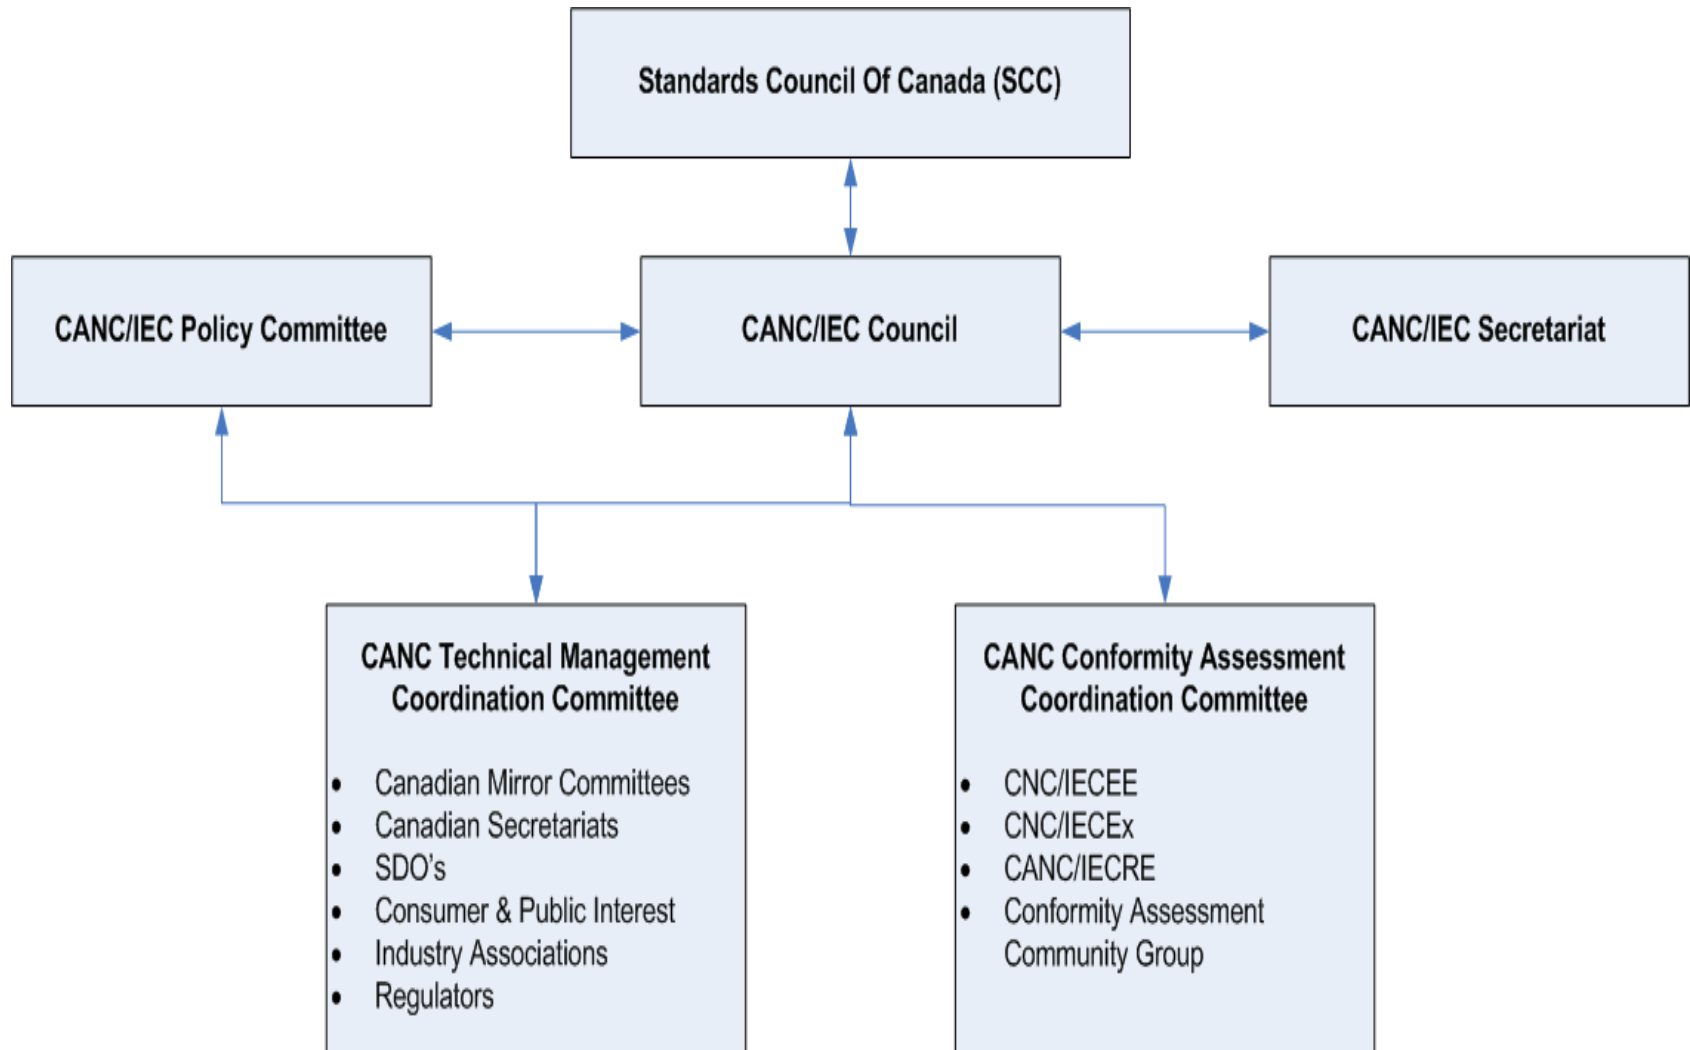 Standards Council Of Canada (SCC)
CANC/IEC Policy Committee
CANC/IEC Council
CANC/IEC Secretariat
CANC Technical Management
Coordination Committee
• Canadian Mirror Committees
• Canadian Secretariats
• SDO's
• Consumer & Public Interest
• Industry Associations
• Regulators
CANC Conformity Assessment
Coordination Committee
• CNC/IECEE
• CNC/IECEx
• CANC/IECRE
• Conformity Assessment
Community Group